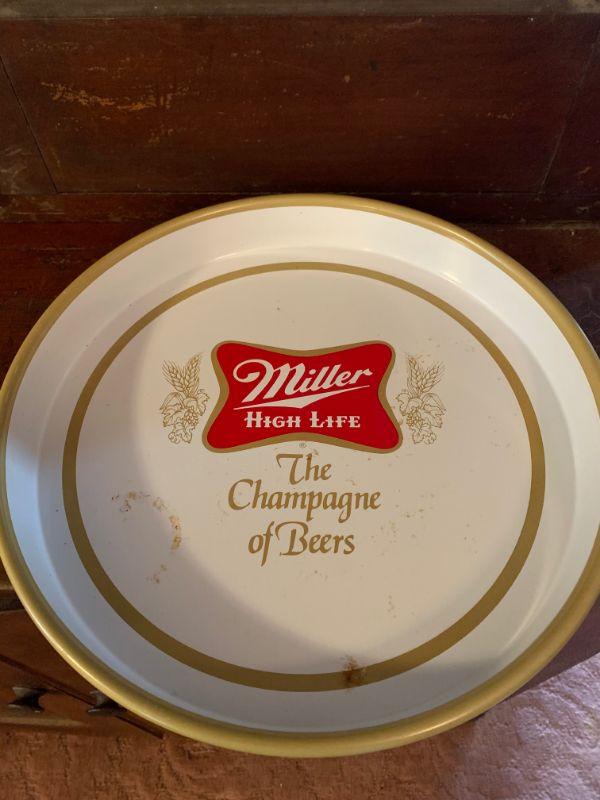 Miller
HIGH LIFE
®
The
Champagne
of Beers